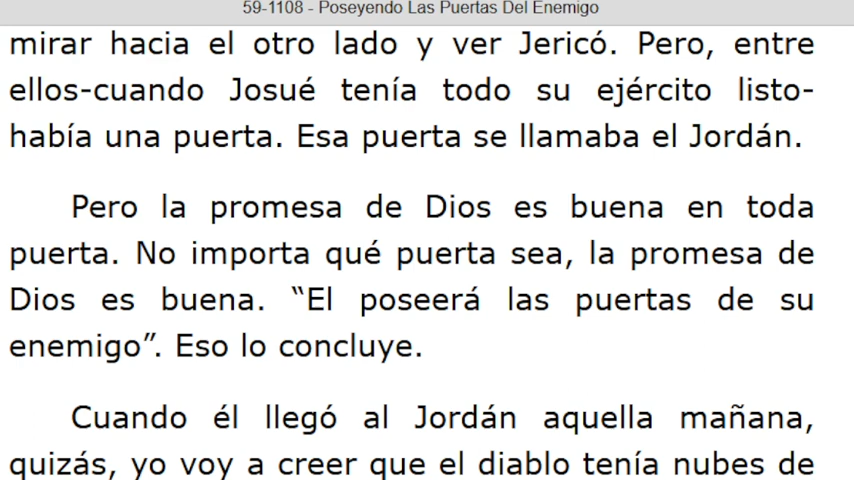 59-1108 - Poseyendo Las Puertas Del Enemigo
mirar hacia el otro lado y ver Jericó. Pero, entre
ellos-cuando Josué tenía todo su ejército listo-
había una puerta. Esa puerta se llamaba el Jordán.
Pero la promesa de Dios es buena en toda
puerta. No importa qué puerta sea, la promesa de
Dios es buena. “El poseerá las puertas de su
enemigo”. Eso lo concluye.
Cuando él llegó al Jordán aquella mañana,
quizás, yo voy a creer que el diablo tenía nubes de